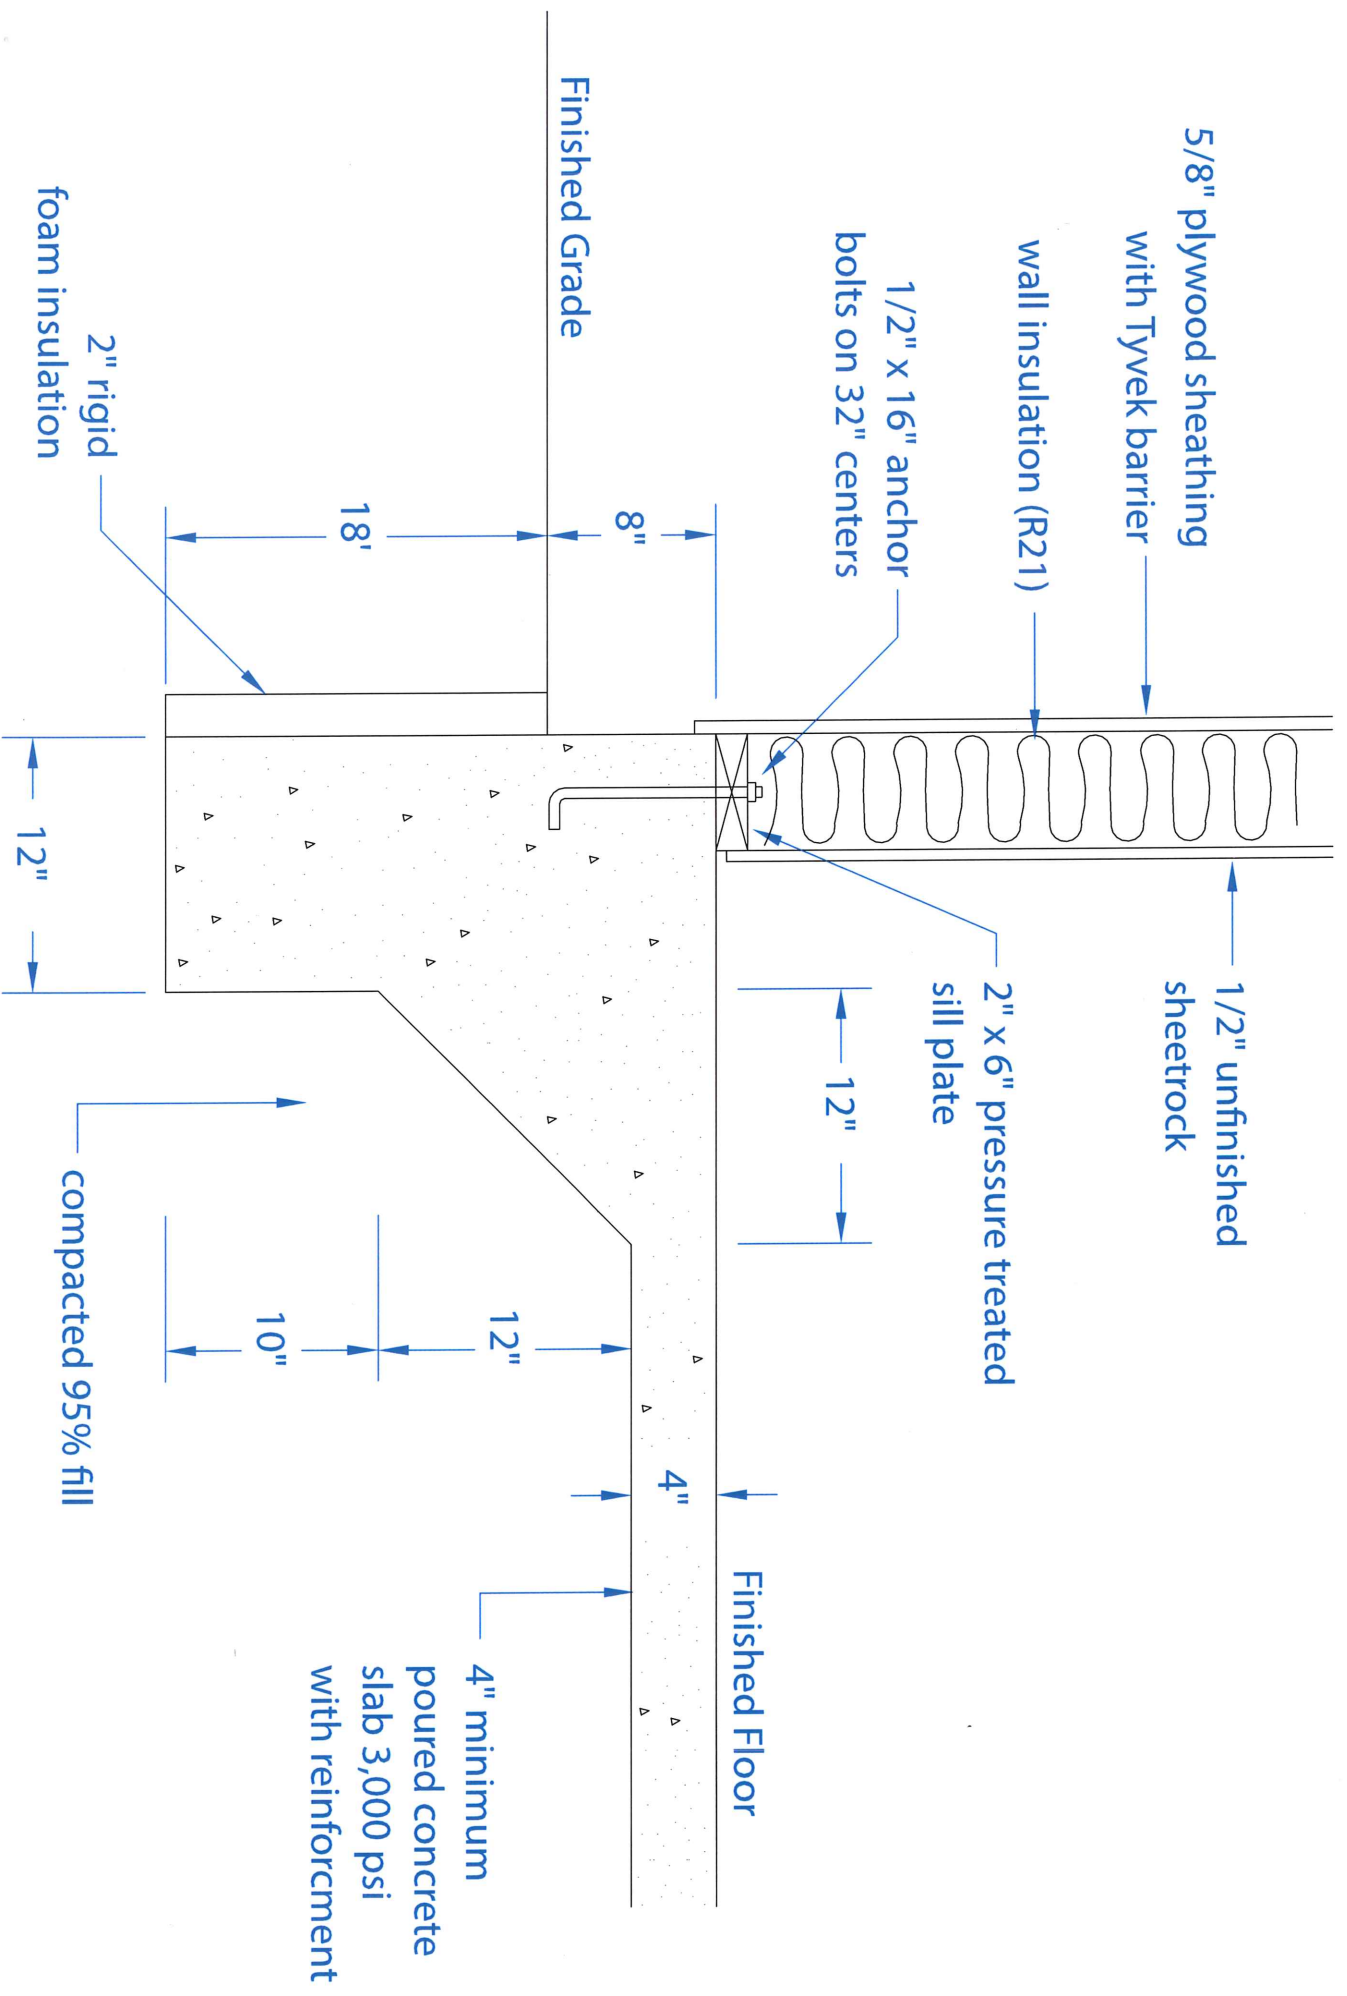 5/8" plywood sheathing
with Tyvek barrier
wall insulation (R21)
1/2" x 16" anchor
bolts on 32" centers
Finished Grade
2" rigid
foam insulation
8"
18'
12"
1/2" unfinished
sheetrock
2" x 6" pressure treated
sill plate
12"
12"
10"
compacted 95% fill
4"
Finished Floor
4" minimum
poured concrete
slab 3,000 psi
with reinforcment